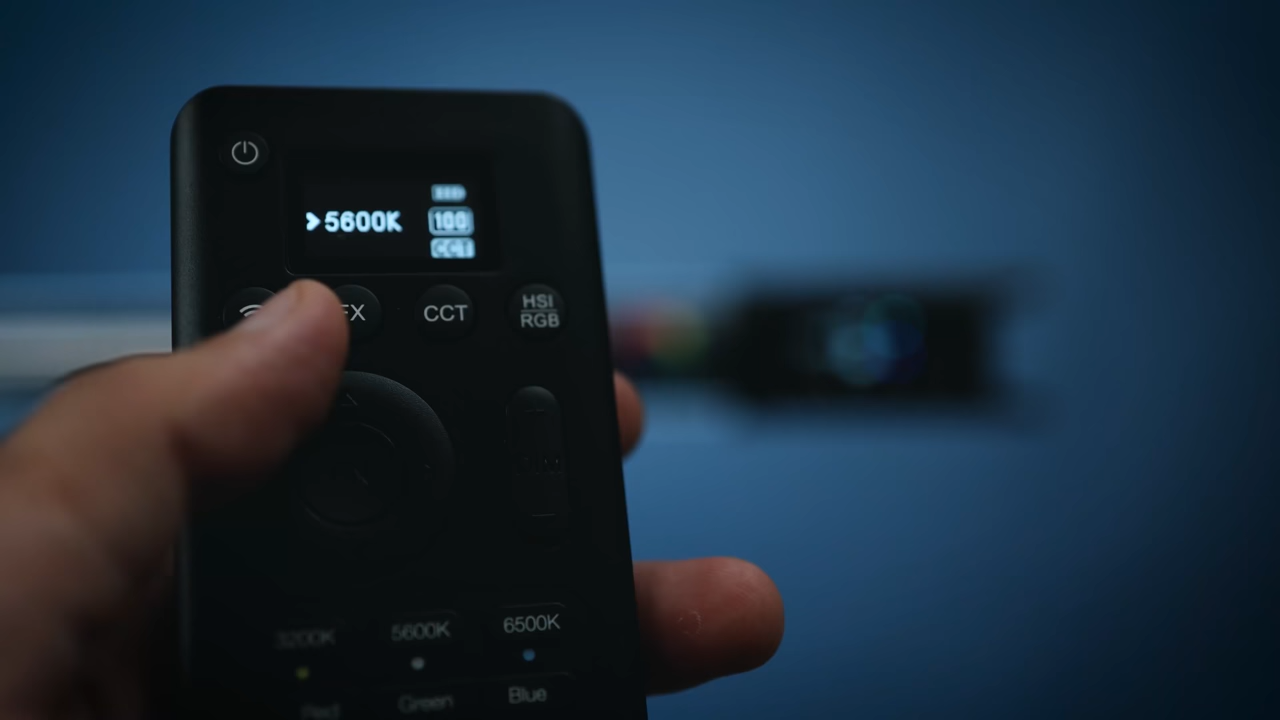 >5600K
100
CCT
FX CCT HSI
RGB
3200K 5600K 6500K
Red Green Blue